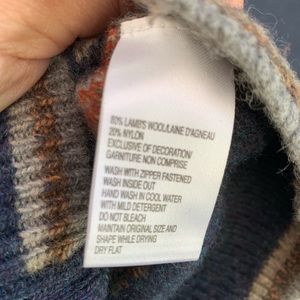 80% LAMB'S WOOL/LAINE D'AGNEAU
20% NYLON
EXCLUSIVE OF DECORATION/
GARNITURE NON COMPRISE
WASH WITH ZIPPER FASTENED
WASH INSIDE OUT
HAND WASH IN COOL WATER
WITH MILD DETERGENT
DO NOT BLEACH
MAINTAIN ORIGINAL SIZE AND
SHAPE WHILE DRYING
DRY FLAT